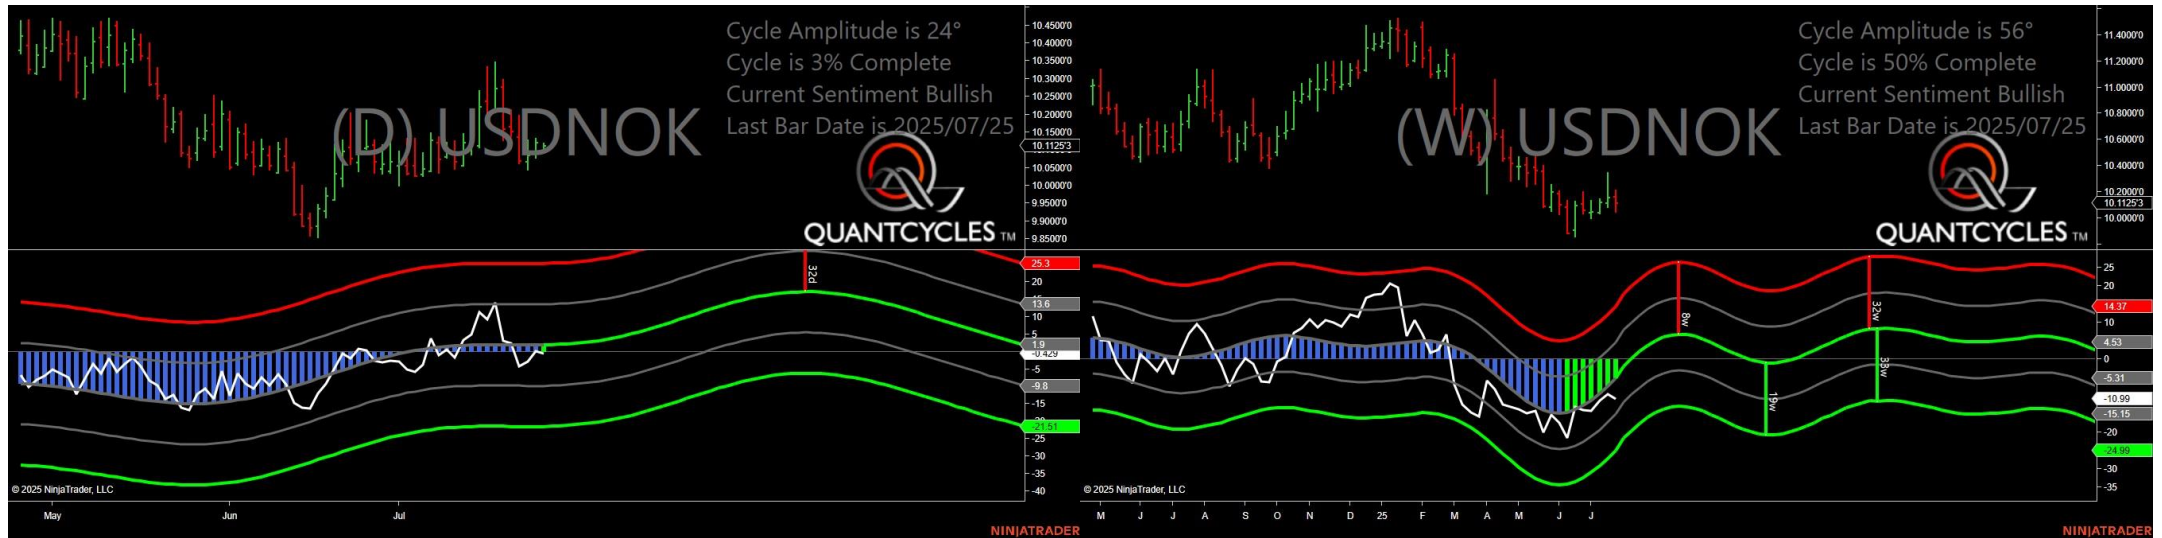 Cycle Amplitude is 24°
Cycle is 3% Complete
Current Sentiment Bullish
Last Bar Date is 2025/07/25
(D) USDNOK
QUANTCYCLES TM
10.4500'0
10.4000'0
10.3500'0
10.3000'0
10.2500'0
10.2000'0
10.1500'0
10.1125'3
10.0500'0
10.0000'0
9.9500'0
9.9000'0
9.8500'0
32d
25.3
20
13.6
10
5
1.9
-0.429
-5
-9.8
-15
-21.51
-25
-30
-35
-40
© 2025 NinjaTrader, LLC
May Jun Jul
NINJATRADER
Cycle Amplitude is 56°
Cycle is 50% Complete
Current Sentiment Bullish
Last Bar Date is 2025/07/25
(W) USDNOK
QUANTCYCLES TM
11.4000'0
11.2000'0
11.0000'0
10.8000'0
10.6000'0
10.4000'0
10.2000'0
10.1125'3
10.0000'0
8w
19w
32w
33w
25
20
14.37
10
4.53
0
-5.31
-10.99
-15.15
-20
-24.99
-30
-35
© 2025 NinjaTrader, LLC
M J J A S O N D 25 F M A M J J
NINJATRADER